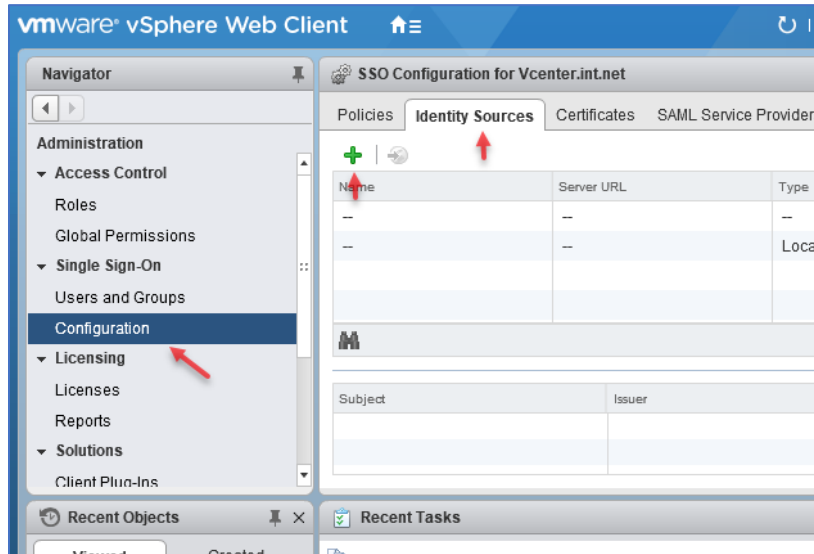 vmware® vSphere Web Client
Navigator
Administration
Access Control
Roles
Global Permissions
Single Sign-On
Users and Groups
Configuration
Licensing
Licenses
Reports
Solutions
Client Plug-Ins
SSO Configuration for Vcenter.int.net
Policies Identity Sources Certificates SAML Service Provider
Name Server URL Type
-- -- --
-- -- Loca
Subject Issuer
Recent Objects
Viewed Created
Recent Tasks